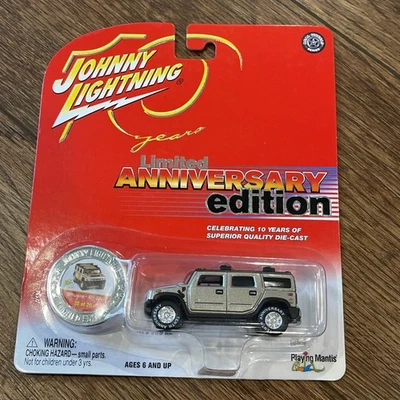 JOHNNY
LIGHTNING
years
Limited
ANNIVERSARY
edition
CELEBRATING 10 YEARS OF
SUPERIOR QUALITY DIE-CAST
WARNING:
CHOKING HAZARD — small parts.
Not for children under 3 yrs.
AGES 6 AND UP
Playing Mantis